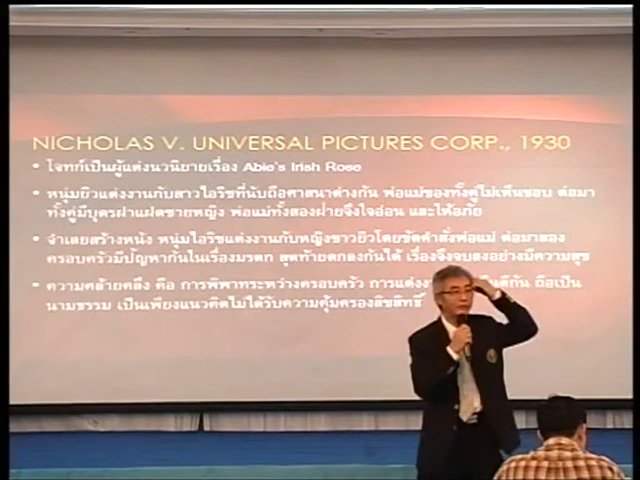 NICHOLAS V. UNIVERSAL PICTURES CORP., 1930
• โจทก์เป็นผู้แต่งนวนิยายเรื่อง Abie's Irish Rose
• หนุ่มยิวแต่งงานกับสาวไอริชที่นับถือศาสนาต่างกัน พ่อแม่ของทั้งคู่ไม่เห็นชอบ ต่อมา
ทั้งคู่มีบุตรฝาแฝดชายหญิง พ่อแม่ทั้งสองฝ่ายจึงใจอ่อน และให้อภัย
• จำเลยสร้างหนัง หนุ่มไอริชแต่งงานกับหญิงชาวยิวโดยขัดคำสั่งพ่อแม่ ต่อมาสอง
ครอบครัวมีปัญหากันในเรื่องมรดก สุดท้ายตกลงกันได้ เรื่องจึงจบลงอย่างมีความสุข
• ความคล้ายคลึง คือ การพิพาทระหว่างครอบครัว การแต่งงาน คืนดีกัน ถือเป็น
นามธรรม เป็นเพียงแนวคิดไม่ได้รับความคุ้มครองลิขสิทธิ์